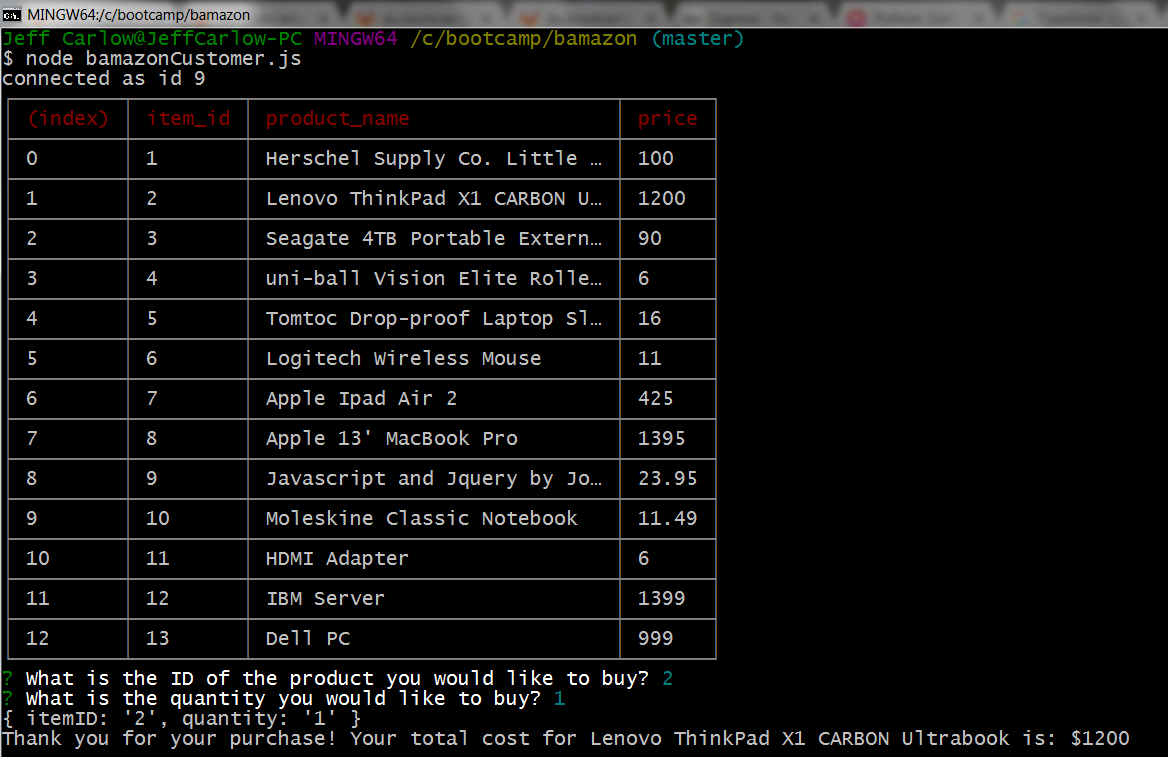 MINGW64:/c/bootcamp/bamazon
Jeff Carlow@JeffCarlow-PC MINGW64 /c/bootcamp/bamazon (master)
$ node bamazonCustomer.js
connected as id 9
(index) item_id product_name price
0 1 Herschel Supply Co. Little … 100
1 2 Lenovo ThinkPad X1 CARBON U… 1200
2 3 Seagate 4TB Portable Extern… 90
3 4 uni-ball Vision Elite Rolle… 6
4 5 Tomtoc Drop-proof Laptop Sl… 16
5 6 Logitech Wireless Mouse 11
6 7 Apple Ipad Air 2 425
7 8 Apple 13' MacBook Pro 1395
8 9 Javascript and Jquery by Jo… 23.95
9 10 Moleskine Classic Notebook 11.49
10 11 HDMI Adapter 6
11 12 IBM Server 1399
12 13 Dell PC 999
? What is the ID of the product you would like to buy? 2
? What is the quantity you would like to buy? 1
{ itemID: '2', quantity: '1' }
Thank you for your purchase! Your total cost for Lenovo ThinkPad X1 CARBON Ultrabook is: $1200